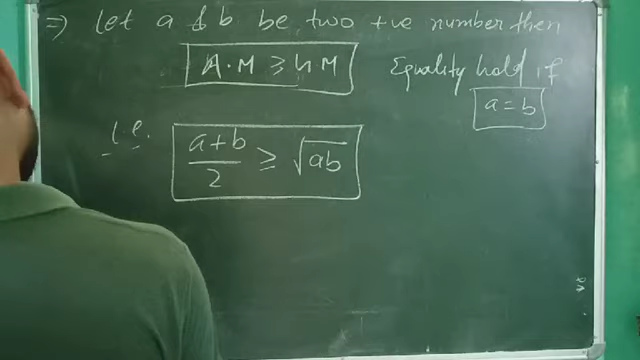 ⇒ Let a & b be two +ve number then
A.M ≥ G M Equality hold if
a = b
i.e. (a+b)/2 ≥ √ab